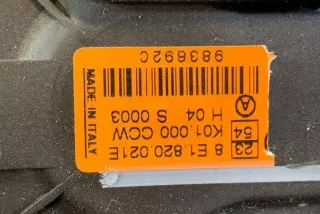 8 E1.820.021E
K01.000 CCW
H 04 S 0003
983692C
23
54
A
MADE IN ITALY